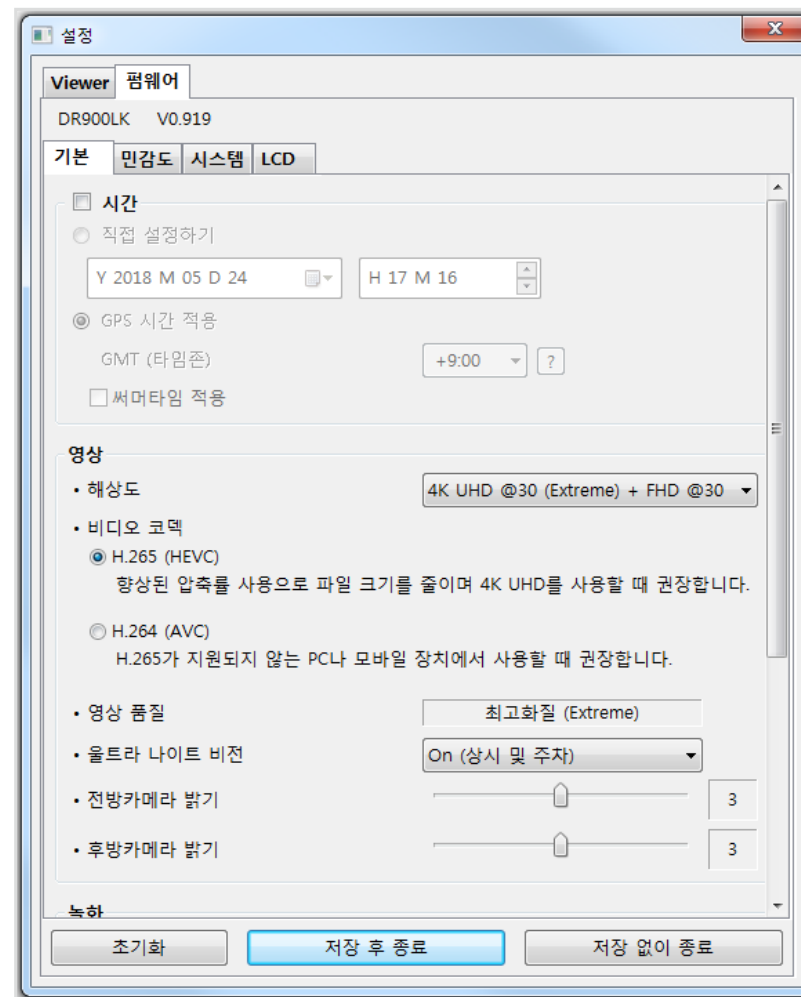 설정
Viewer 펌웨어
DR900LK V0.919
기본 민감도 시스템 LCD
시간
직접 설정하기
Y 2018 M 05 D 24 H 17 M 16
GPS 시간 적용
GMT (타임존) +9:00 ?
써머타임 적용
영상
• 해상도 4K UHD @30 (Extreme) + FHD @30
• 비디오 코덱
H.265 (HEVC)
향상된 압축률 사용으로 파일 크기를 줄이며 4K UHD를 사용할 때 권장합니다.
H.264 (AVC)
H.265가 지원되지 않는 PC나 모바일 장치에서 사용할 때 권장합니다.
• 영상 품질 최고화질 (Extreme)
• 울트라 나이트 비전 On (상시 및 주차)
• 전방카메라 밝기 3
• 후방카메라 밝기 3
녹화
초기화 저장 후 종료 저장 없이 종료